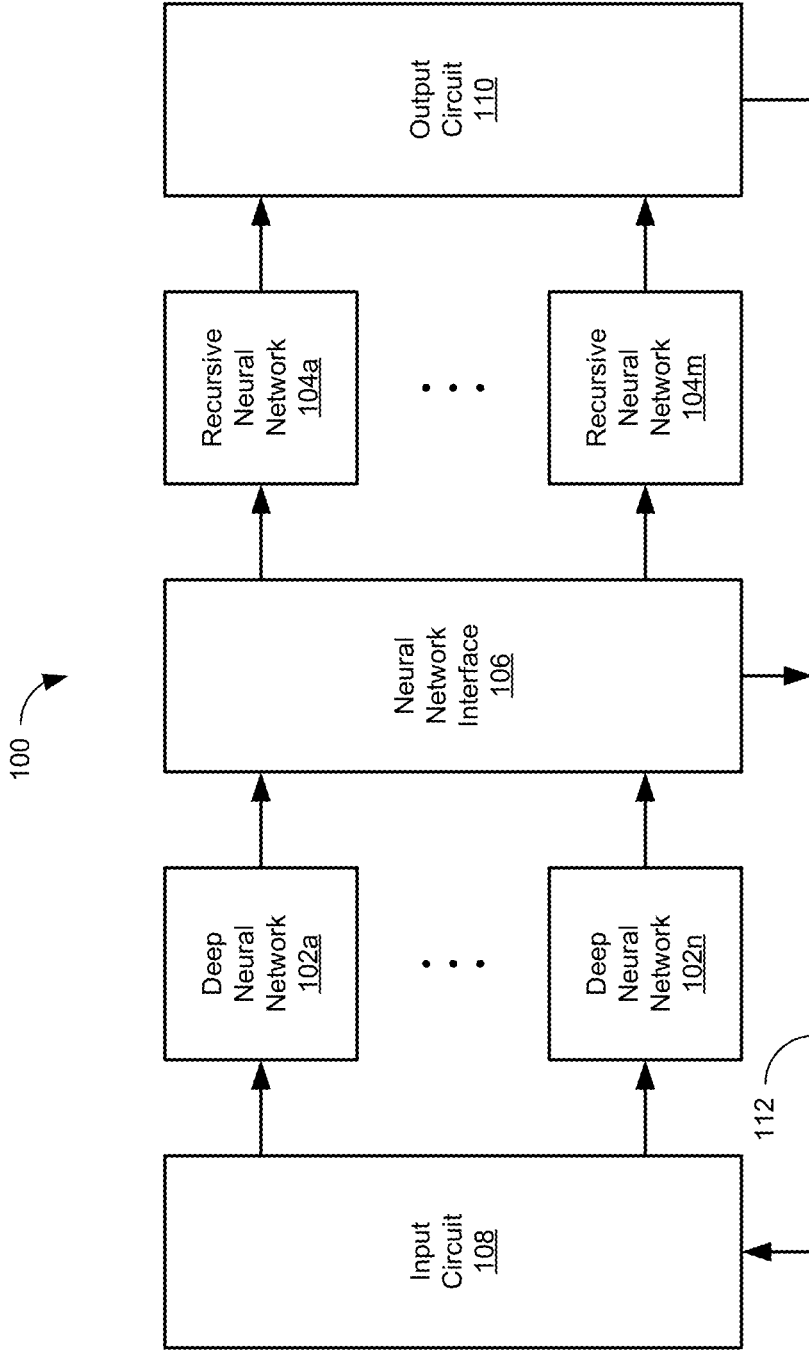 100
Input
Circuit
108
Deep
Neural
Network
102a
Deep
Neural
Network
102n
Neural
Network
Interface
106
Recursive
Neural
Network
104a
Recursive
Neural
Network
104m
Output
Circuit
110
112